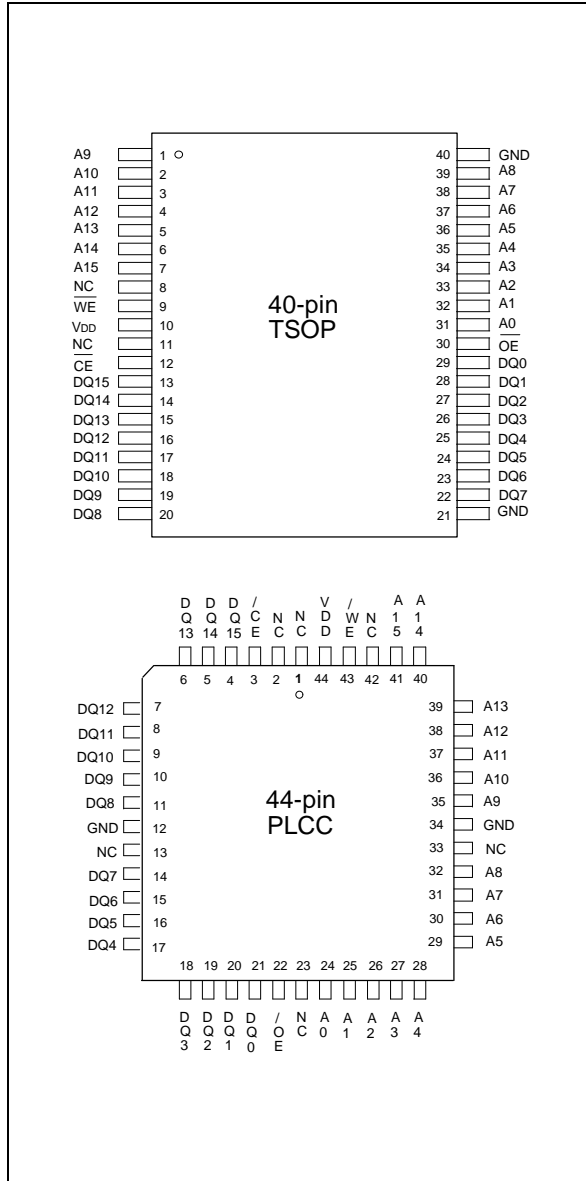 A9 1 40 GND
A10 2 39 A8
A11 3 38 A7
A12 4 37 A6
A13 5 36 A5
A14 6 35 A4
A15 7 34 A3
NC 8 33 A2
WE 9 32 A1
VDD 10 31 A0
NC 11 30 OE
CE 12 29 DQ0
DQ15 13 28 DQ1
DQ14 14 27 DQ2
DQ13 15 26 DQ3
DQ12 16 25 DQ4
DQ11 17 24 DQ5
DQ10 18 23 DQ6
DQ9 19 22 DQ7
DQ8 20 21 GND
40-pin
TSOP
DQ13 DQ14 DQ15 /CE NC NC VDD /WE NC A15 A14
6 5 4 3 2 1 44 43 42 41 40
DQ12 7 39 A13
DQ11 8 38 A12
DQ10 9 37 A11
DQ9 10 36 A10
DQ8 11 35 A9
GND 12 34 GND
NC 13 33 NC
DQ7 14 32 A8
DQ6 15 31 A7
DQ5 16 30 A6
DQ4 17 29 A5
44-pin
PLCC
18 19 20 21 22 23 24 25 26 27 28
DQ3 DQ2 DQ1 DQ0 /OE NC A0 A1 A2 A3 A4